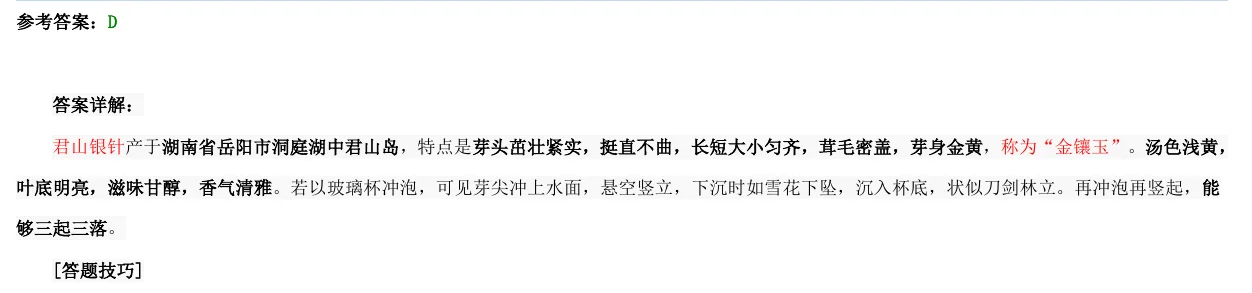 参考答案：D
答案详解：
君山银针产于湖南省岳阳市洞庭湖中君山岛，特点是芽头茁壮紧实，挺直不曲，长短大小匀齐，茸毛密盖，芽身金黄，称为“金镶玉”。汤色浅黄，
叶底明亮，滋味甘醇，香气清雅。若以玻璃杯冲泡，可见芽尖冲上水面，悬空竖立，下沉时如雪花下坠，沉入杯底，状似刀剑林立。再冲泡再竖起，能
够三起三落。
[答题技巧]